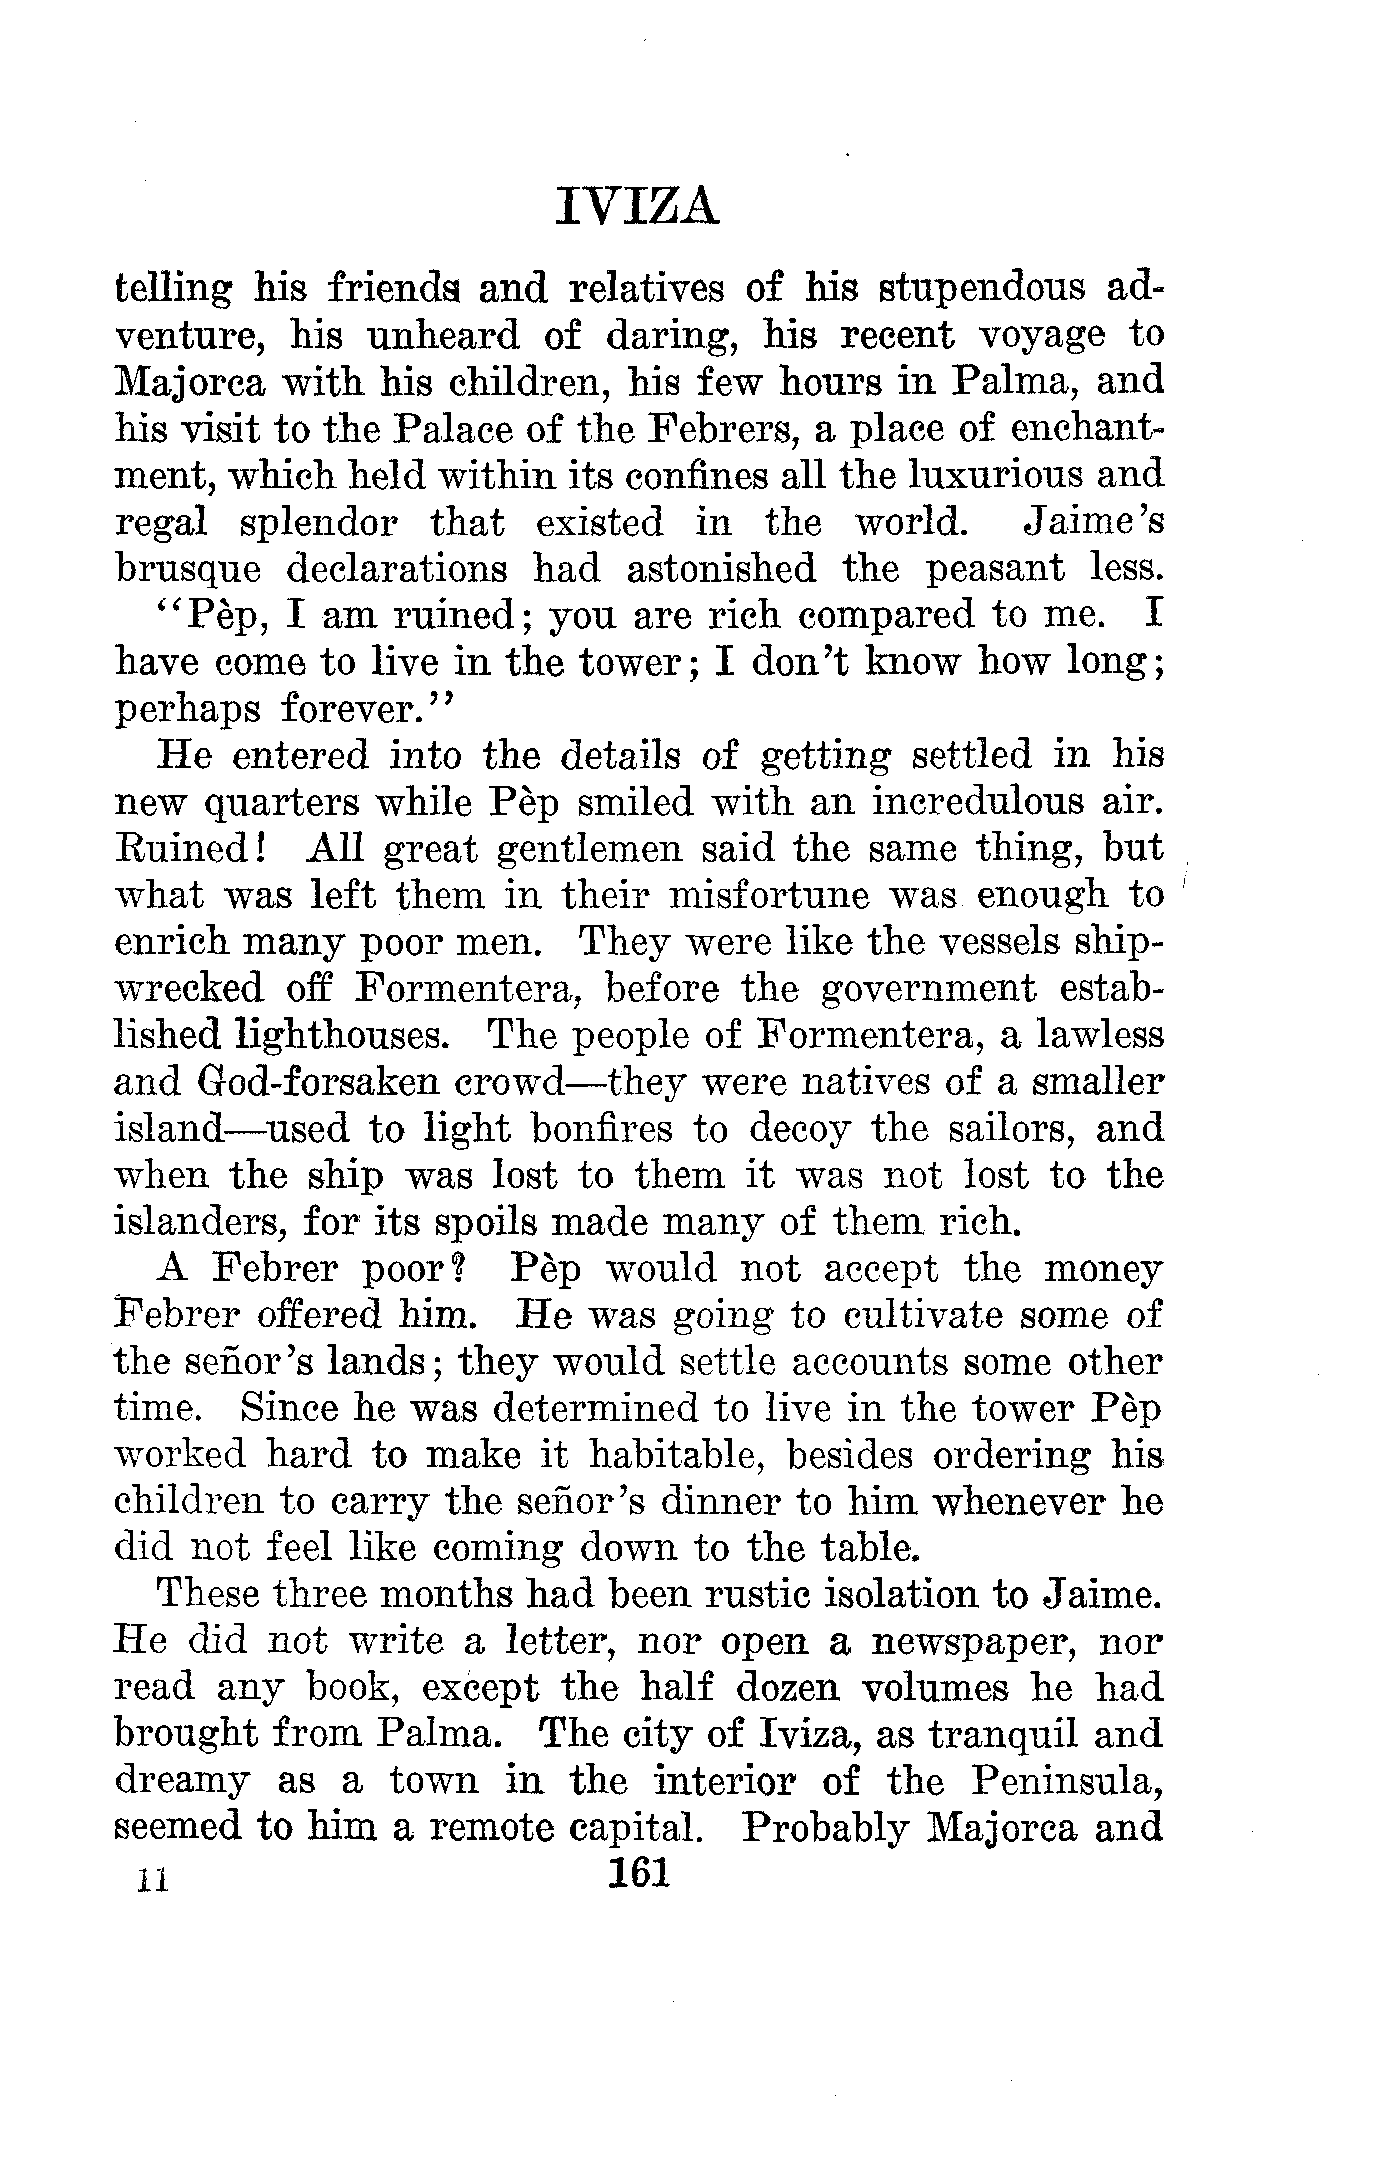 IVIZA
telling his friends and relatives of his stupendous ad-
venture, his unheard of daring, his recent voyage to
Majorca with his children, his few hours in Palma, and
his visit to the Palace of the Febrers, a place of enchant-
ment, which held within its confines all the luxurious and
regal splendor that existed in the world. Jaime's
brusque declarations had astonished the peasant less.
"Pèp, I am ruined; you are rich compared to me. I
have come to live in the tower; I don't know how long;
perhaps forever."
He entered into the details of getting settled in his
new quarters while Pèp smiled with an incredulous air.
Ruined! All great gentlemen said the same thing, but
what was left them in their misfortune was enough to
enrich many poor men. They were like the vessels ship-
wrecked off Formentera, before the government estab-
lished lighthouses. The people of Formentera, a lawless
and God-forsaken crowd—they were natives of a smaller
island—used to light bonfires to decoy the sailors, and
when the ship was lost to them it was not lost to the
islanders, for its spoils made many of them rich.
A Febrer poor? Pèp would not accept the money
Febrer offered him. He was going to cultivate some of
the señor's lands; they would settle accounts some other
time. Since he was determined to live in the tower Pèp
worked hard to make it habitable, besides ordering his
children to carry the señor's dinner to him whenever he
did not feel like coming down to the table.
These three months had been rustic isolation to Jaime.
He did not write a letter, nor open a newspaper, nor
read any book, except the half dozen volumes he had
brought from Palma. The city of Iviza, as tranquil and
dreamy as a town in the interior of the Peninsula,
seemed to him a remote capital. Probably Majorca and
11 161